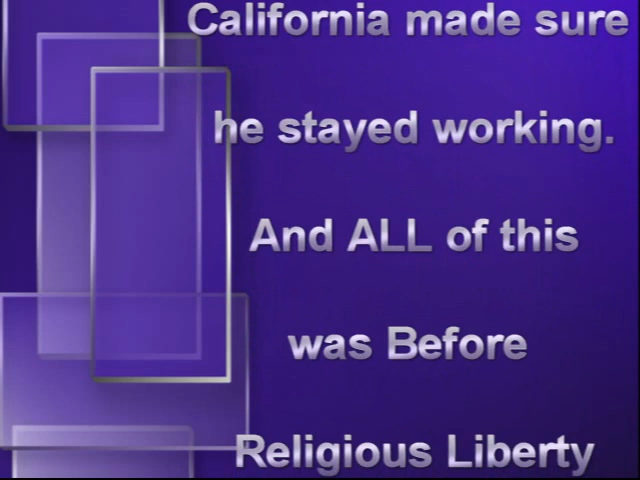 California made sure
he stayed working.
And ALL of this
was Before
Religious Liberty